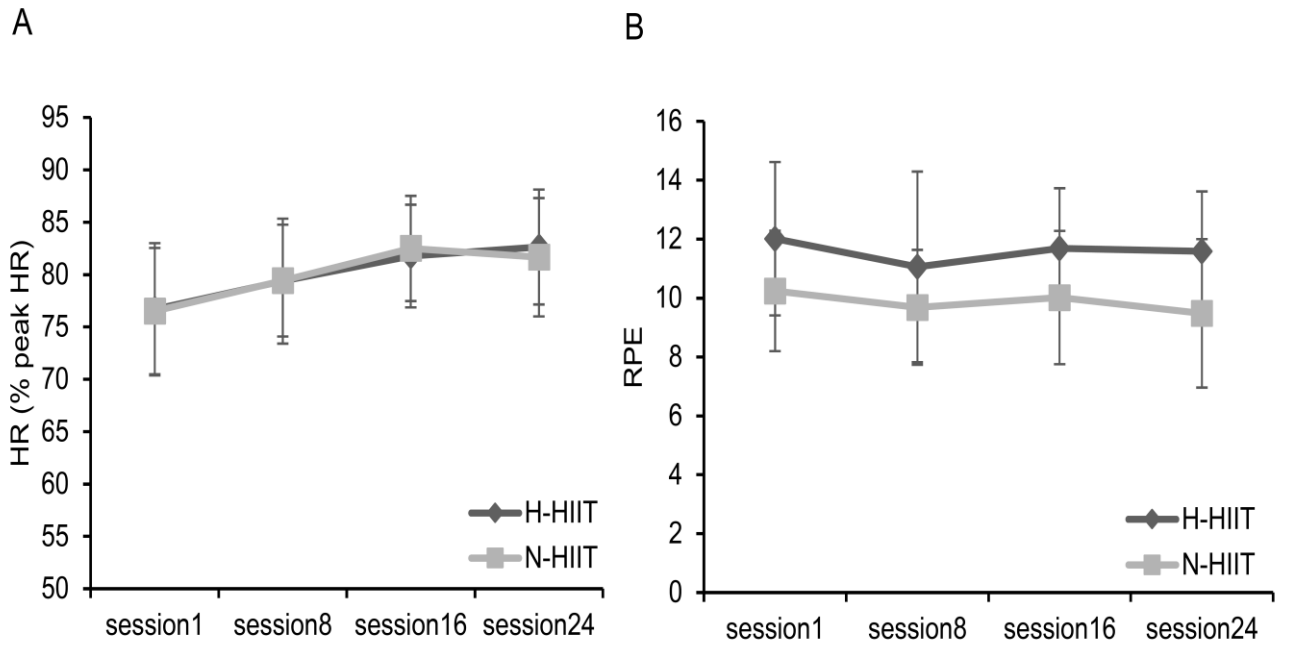 A
HR (% peak HR)
95
90
85
80
75
70
65
60
55
50
session1 session8 session16 session24
H-HIIT
N-HIIT
B
RPE
16
14
12
10
8
6
4
2
0
session1 session8 session16 session24
H-HIIT
N-HIIT